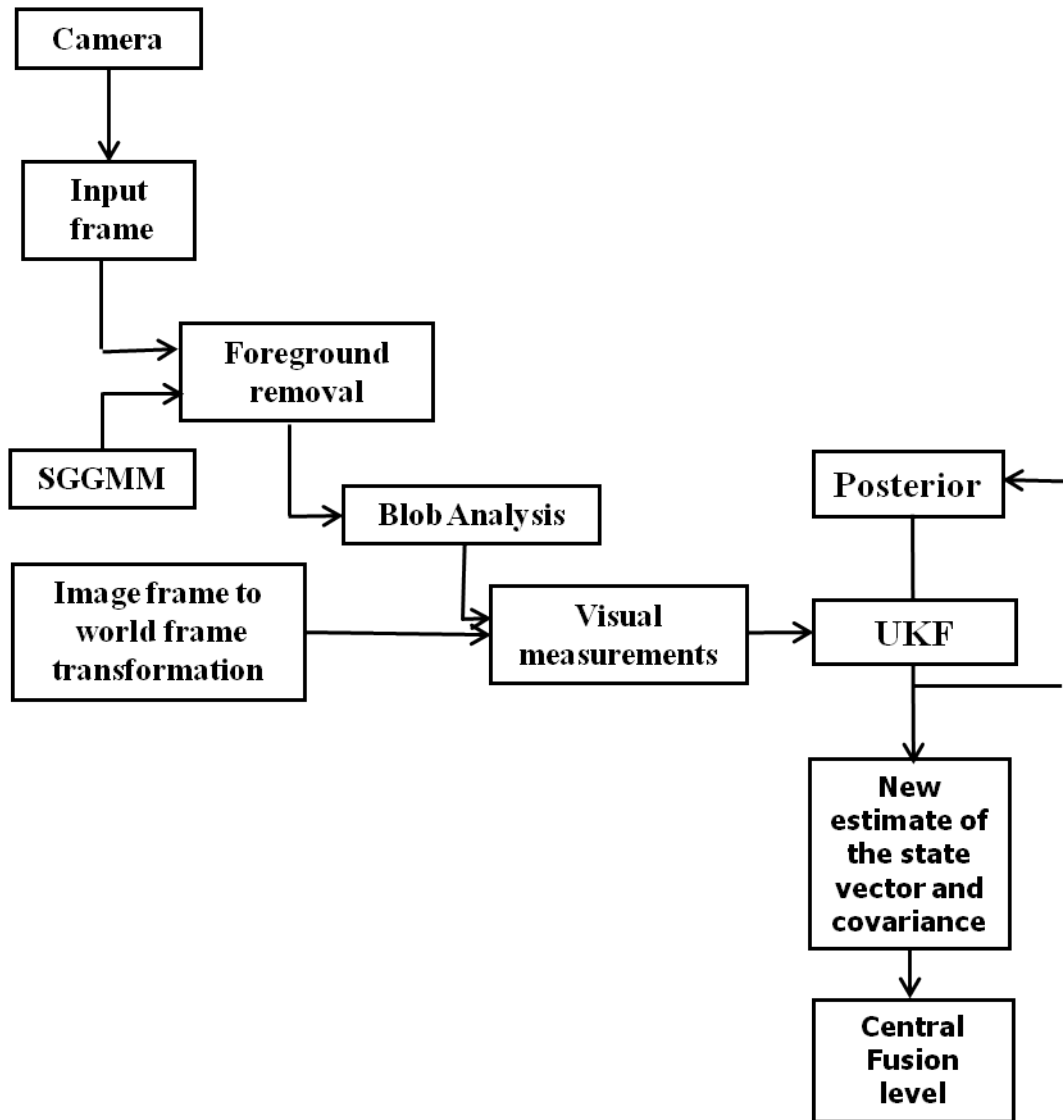 Camera
Input
frame
Foreground
removal
SGGMM
Blob Analysis
Image frame to
world frame
transformation
Visual
measurements
Posterior
UKF
New
estimate of
the state
vector and
covariance
Central
Fusion
level